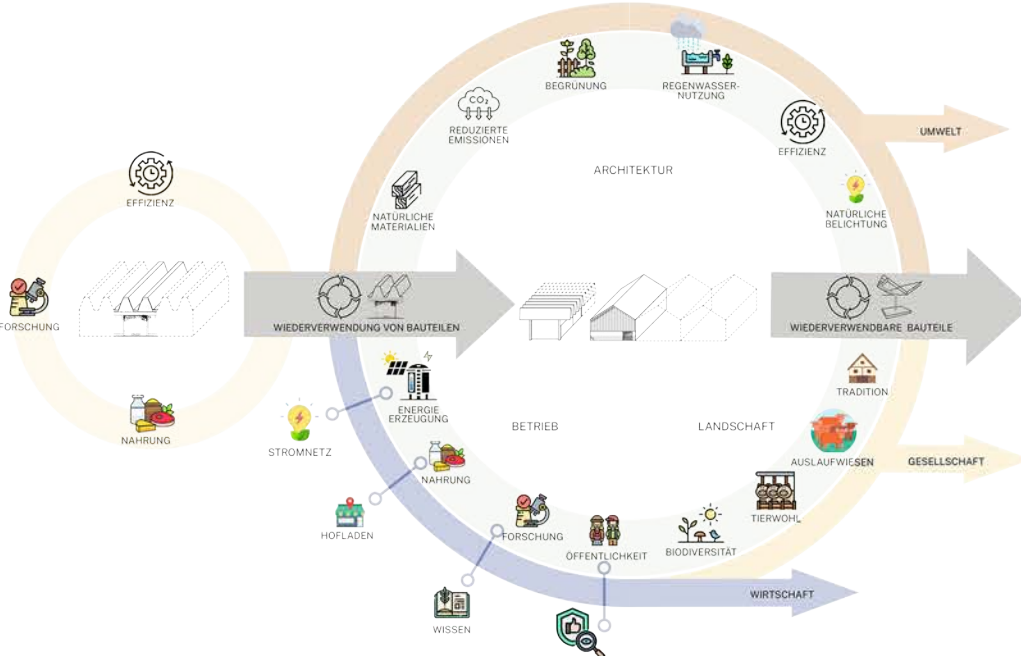 BEGRÜNUNG
REGENWASSER-
NUTZUNG
CO₂
REDUZIERTE
EMISSIONEN
EFFIZIENZ
UMWELT
ARCHITEKTUR
EFFIZIENZ
NATÜRLICHE
MATERIALIEN
NATÜRLICHE
BELICHTUNG
FORSCHUNG
WIEDERVERWENDUNG VON BAUTEILEN
WIEDERVERWENDBARE BAUTEILE
TRADITION
ENERGIE
ERZEUGUNG
BETRIEB
LANDSCHAFT
NAHRUNG
STROMNETZ
AUSLAUFWIESEN
GESELLSCHAFT
NAHRUNG
TIERWOHL
HOFLADEN
FORSCHUNG
ÖFFENTLICHKEIT
BIODIVERSITÄT
WIRTSCHAFT
WISSEN